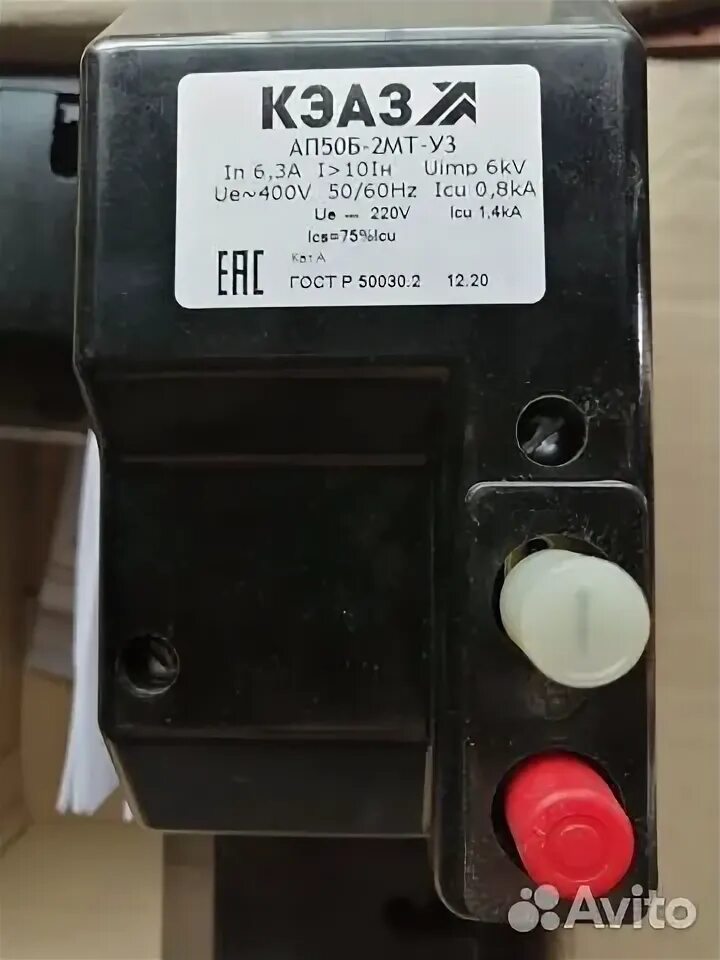 КЭАЗ
АП50Б-2МТ-У3
In 6,3А I>10Iн Uimp 6kV
Ue~400V 50/60Hz Icu 0,8kA
Ue ⎓ 220V Icu 1,4kA
Ics=75%Icu
Кат А
ЕАС ГОСТ Р 50030.2 12.20
I
Avito